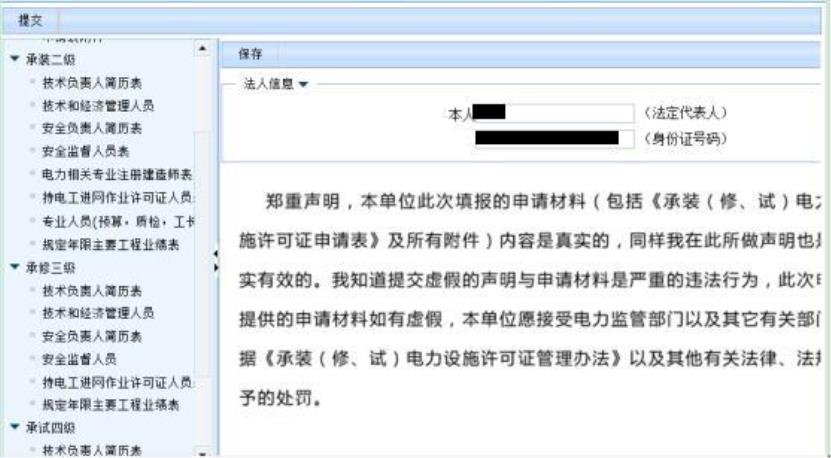 提交
承装二级
技术负责人简历表
技术和经济管理人员
安全负责人简历表
安全监督人员表
电力相关专业注册建造师表
持电工进网作业许可证人员
专业人员(预算，质检，工长
规定年限主要工程业绩表
承修三级
技术负责人简历表
技术和经济管理人员
安全负责人简历表
安全监督人员
持电工进网作业许可证人员
规定年限主要工程业绩表
承试四级
技术负责人简历表
保存
法人信息
本人 （法定代表人）
（身份证号码）
郑重声明，本单位此次填报的申请材料（包括《承装（修、试）电
施许可证申请表》及所有附件）内容是真实的，同样我在此所做声明也
实有效的。我知道提交虚假的声明与申请材料是严重的违法行为，此次
提供的申请材料如有虚假，本单位愿接受电力监管部门以及其它有关部
据《承装（修、试）电力设施许可证管理办法》以及其他有关法律、法
予的处罚。